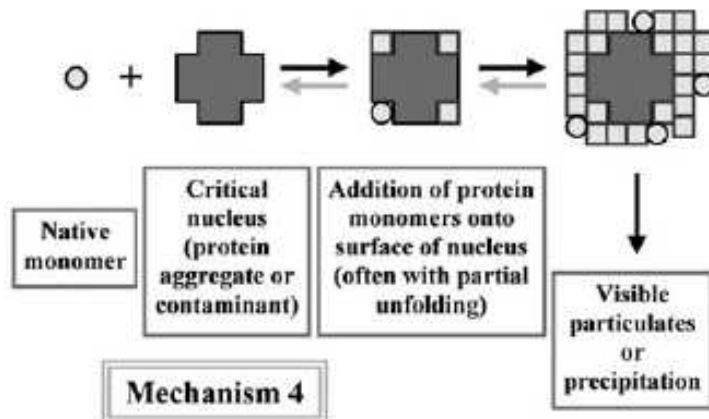 +
Native
monomer
Critical
nucleus
(protein
aggregate or
contaminant)
Addition of protein
monomers onto
surface of nucleus
(often with partial
unfolding)
Visible
particulates
or
precipitation
Mechanism 4